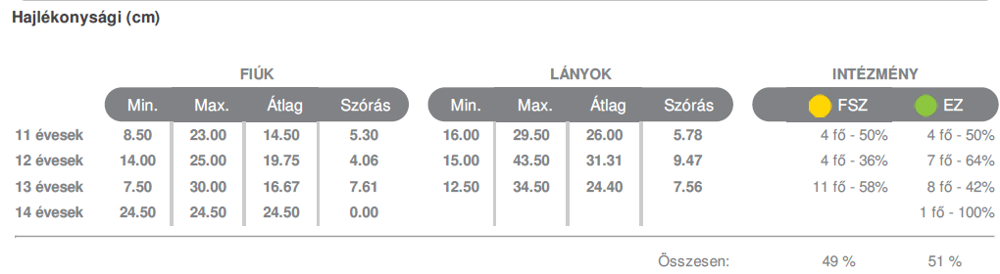 Hajlékonysági (cm)
FIÚK LÁNYOK INTÉZMÉNY
Min. Max. Átlag Szórás Min. Max. Átlag Szórás FSZ EZ
11 évesek 8.50 23.00 14.50 5.30 16.00 29.50 26.00 5.78 4 fő - 50% 4 fő - 50%
12 évesek 14.00 25.00 19.75 4.06 15.00 43.50 31.31 9.47 4 fő - 36% 7 fő - 64%
13 évesek 7.50 30.00 16.67 7.61 12.50 34.50 24.40 7.56 11 fő - 58% 8 fő - 42%
14 évesek 24.50 24.50 24.50 0.00 1 fő - 100%
Összesen: 49 % 51 %